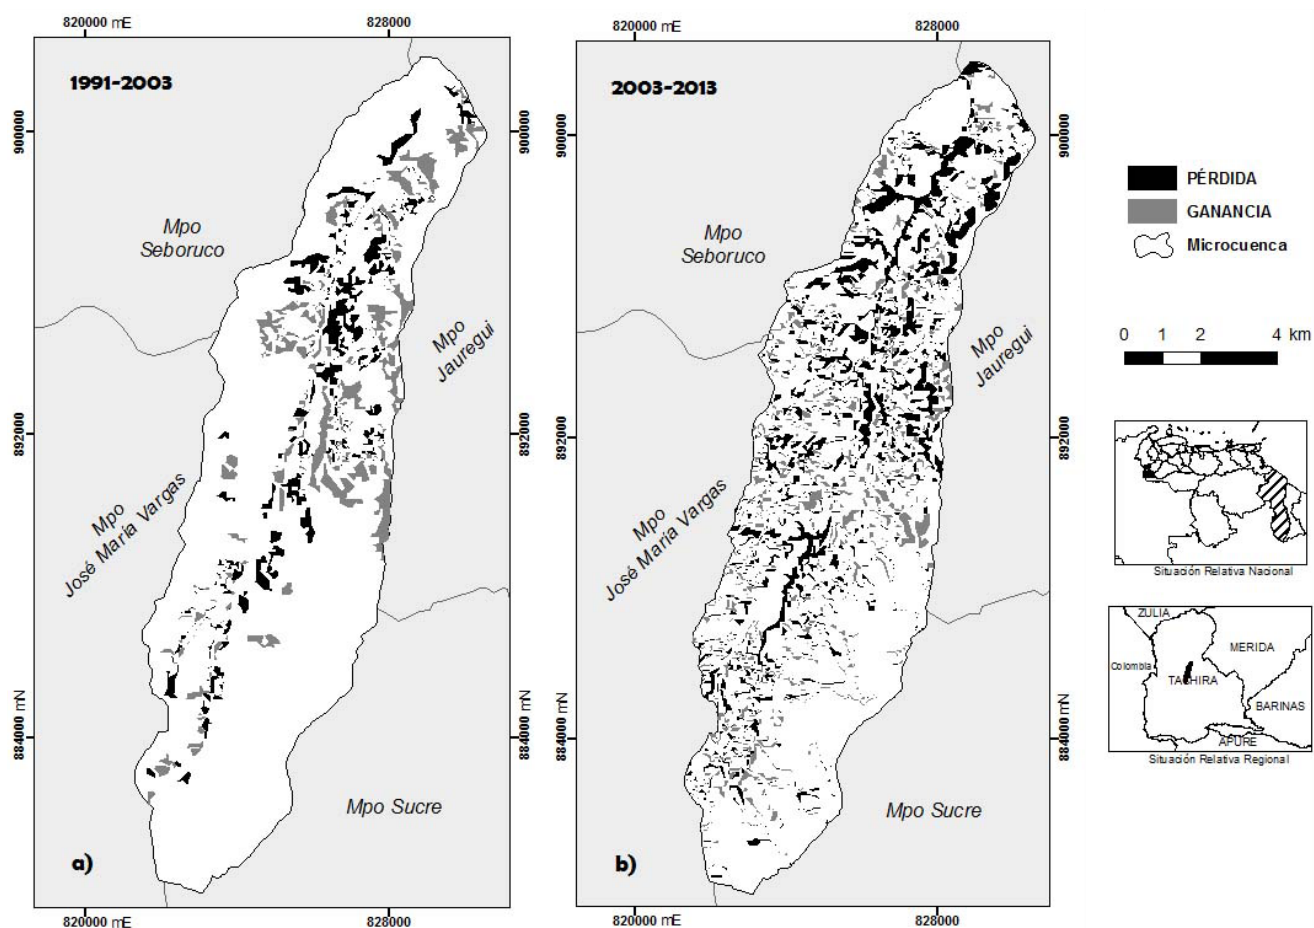 820000 mE
828000
820000 mE
828000
1991-2003
2003-2013
900000
900000
900000
PÉRDIDA
GANANCIA
Microcuenca
Mpo
Seboruco
Mpo
Seboruco
Mpo
Jauregui
Mpo
Jauregui
0 1 2 4 km
892000
892000
892000
892000
Mpo
José María Vargas
Mpo
José María Vargas
Situación Relativa Nacional
ZULIA
MERIDA
Colombia
TACHIRA
BARINAS
APURE
Situación Relativa Regional
884000 mN
884000 mN
884000 mN
Mpo Sucre
Mpo Sucre
a)
b)
820000 mE
828000
820000 mE
828000